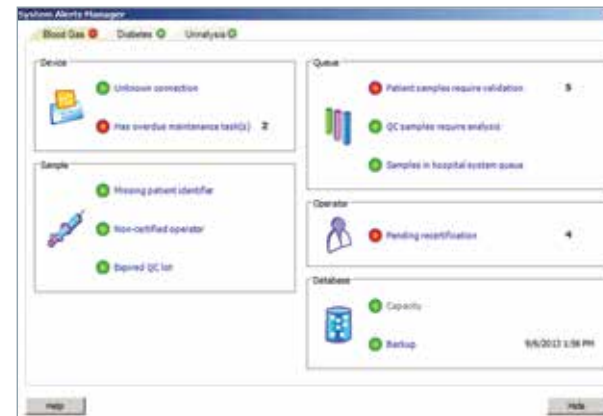 System Alerts Manager
Blood Gas
Diabetes
Urinalysis
Device
Unknown connection
Has overdue maintenance task(s) 2
Sample
Missing patient identifier
Non-certified operator
Expired QC lot
Queue
Patient samples require validation 5
QC samples require analysis
Samples in hospital system queue
Operator
Pending recertification 4
Database
Capacity
Backup 9/6/2013 1:56 PM
Help
Hide